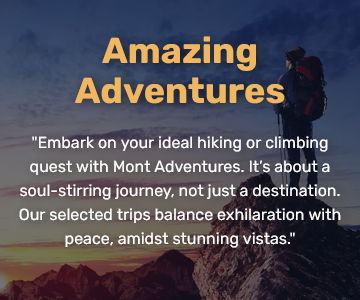 Amazing
Adventures
"Embark on your ideal hiking or climbing
quest with Mont Adventures. It's about a
soul-stirring journey, not just a destination.
Our selected trips balance exhilaration with
peace, amidst stunning vistas."